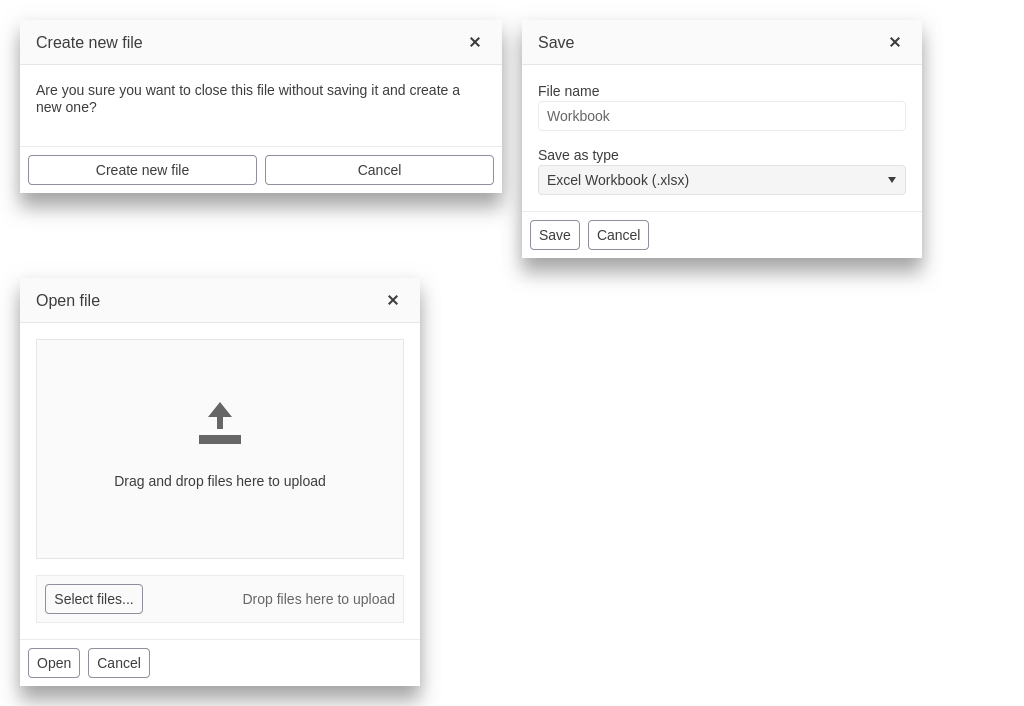 Create new file
Are you sure you want to close this file without saving it and create a
new one?
Create new file
Cancel
Save
File name
Workbook
Save as type
Excel Workbook (.xlsx)
Save
Cancel
Open file
Drag and drop files here to upload
Select files...
Drop files here to upload
Open
Cancel